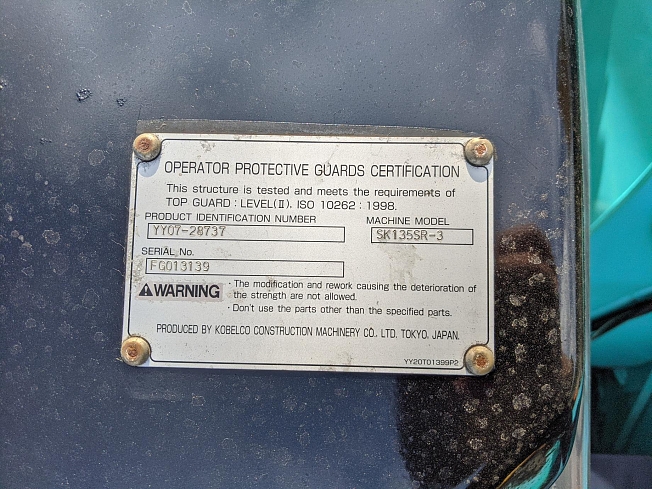 OPERATOR PROTECTIVE GUARDS CERTIFICATION
This structure is tested and meets the requirements of
TOP GUARD : LEVEL(Ⅱ). ISO 10262 : 1998.
PRODUCT IDENTIFICATION NUMBER
YY07-28737
MACHINE MODEL
SK135SR-3
SERIAL No.
FG013139
WARNING
· The modification and rework causing the deterioration of
the strength are not allowed.
· Don't use the parts other than the specified parts.
PRODUCED BY KOBELCO CONSTRUCTION MACHINERY CO., LTD. TOKYO, JAPAN.
YY20T01399P2